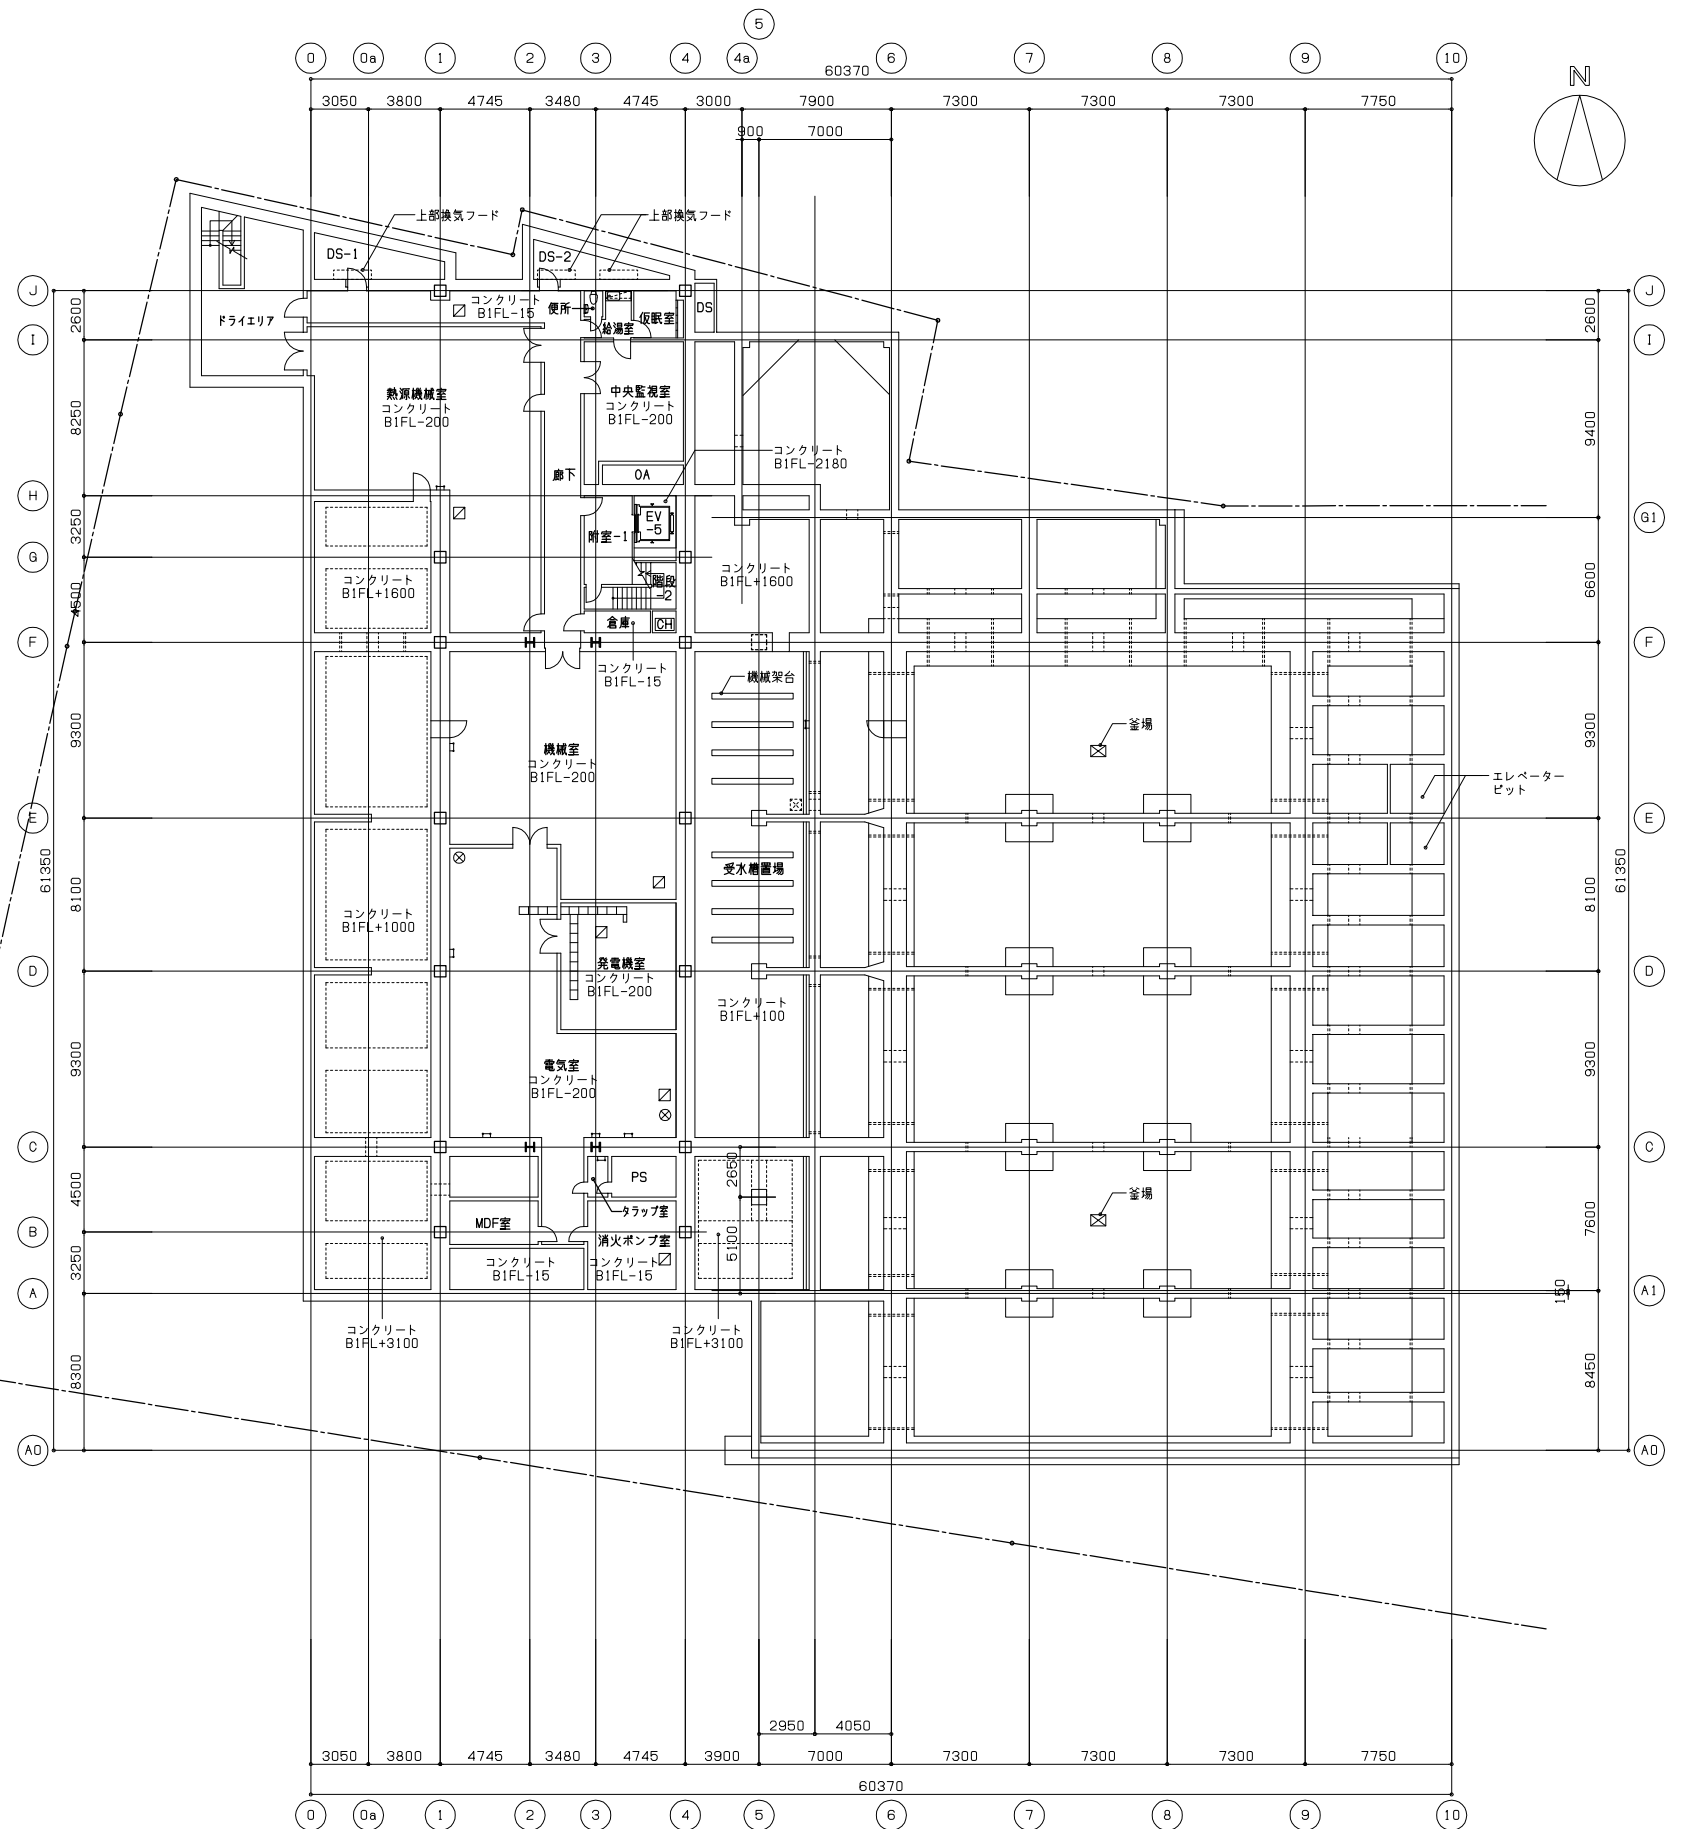 5
0 0a 1 2 3 4 4a 6 7 8 9 10
60370
3050 3800 4745 3480 4745 3000 7900 7300 7300 7300 7750
900 7000
N
上部換気フード 上部換気フード
DS-1 DS-2
J J
コンクリート
B1FL-15
便所
給湯室
仮眠室
DS
ドライエリア
2600 2600
I I
熱源機械室
コンクリート
B1FL-200
中央監視室
コンクリート
B1FL-200
8250 9400
コンクリート
B1FL-2180
廊下
OA
H
G1
EV
-5
附室-1
3250
G
コンクリート
B1FL+1600
階段
-2
コンクリート
B1FL+1600
4500 6600
倉庫
CH
F F
コンクリート
B1FL-15
機械架台
釜場
9300 9300
機械室
コンクリート
B1FL-200
エレベーター
ピット
E E
61350 61350
受水槽置場
8100 8100
コンクリート
B1FL+1000
発電機室
コンクリート
B1FL-200
D D
コンクリート
B1FL+100
9300 9300
電気室
コンクリート
B1FL-200
C C
2650
PS
釜場
4500 7600
タラップ室
MDF室
B
消火ポンプ室
5100
3250
コンクリート
B1FL-15
コンクリート
B1FL-15
A A1
150
コンクリート
B1FL+3100
コンクリート
B1FL+3100
8300 8450
A0 A0
2950 4050
3050 3800 4745 3480 4745 3900 7000 7300 7300 7300 7750
60370
0 0a 1 2 3 4 5 6 7 8 9 10